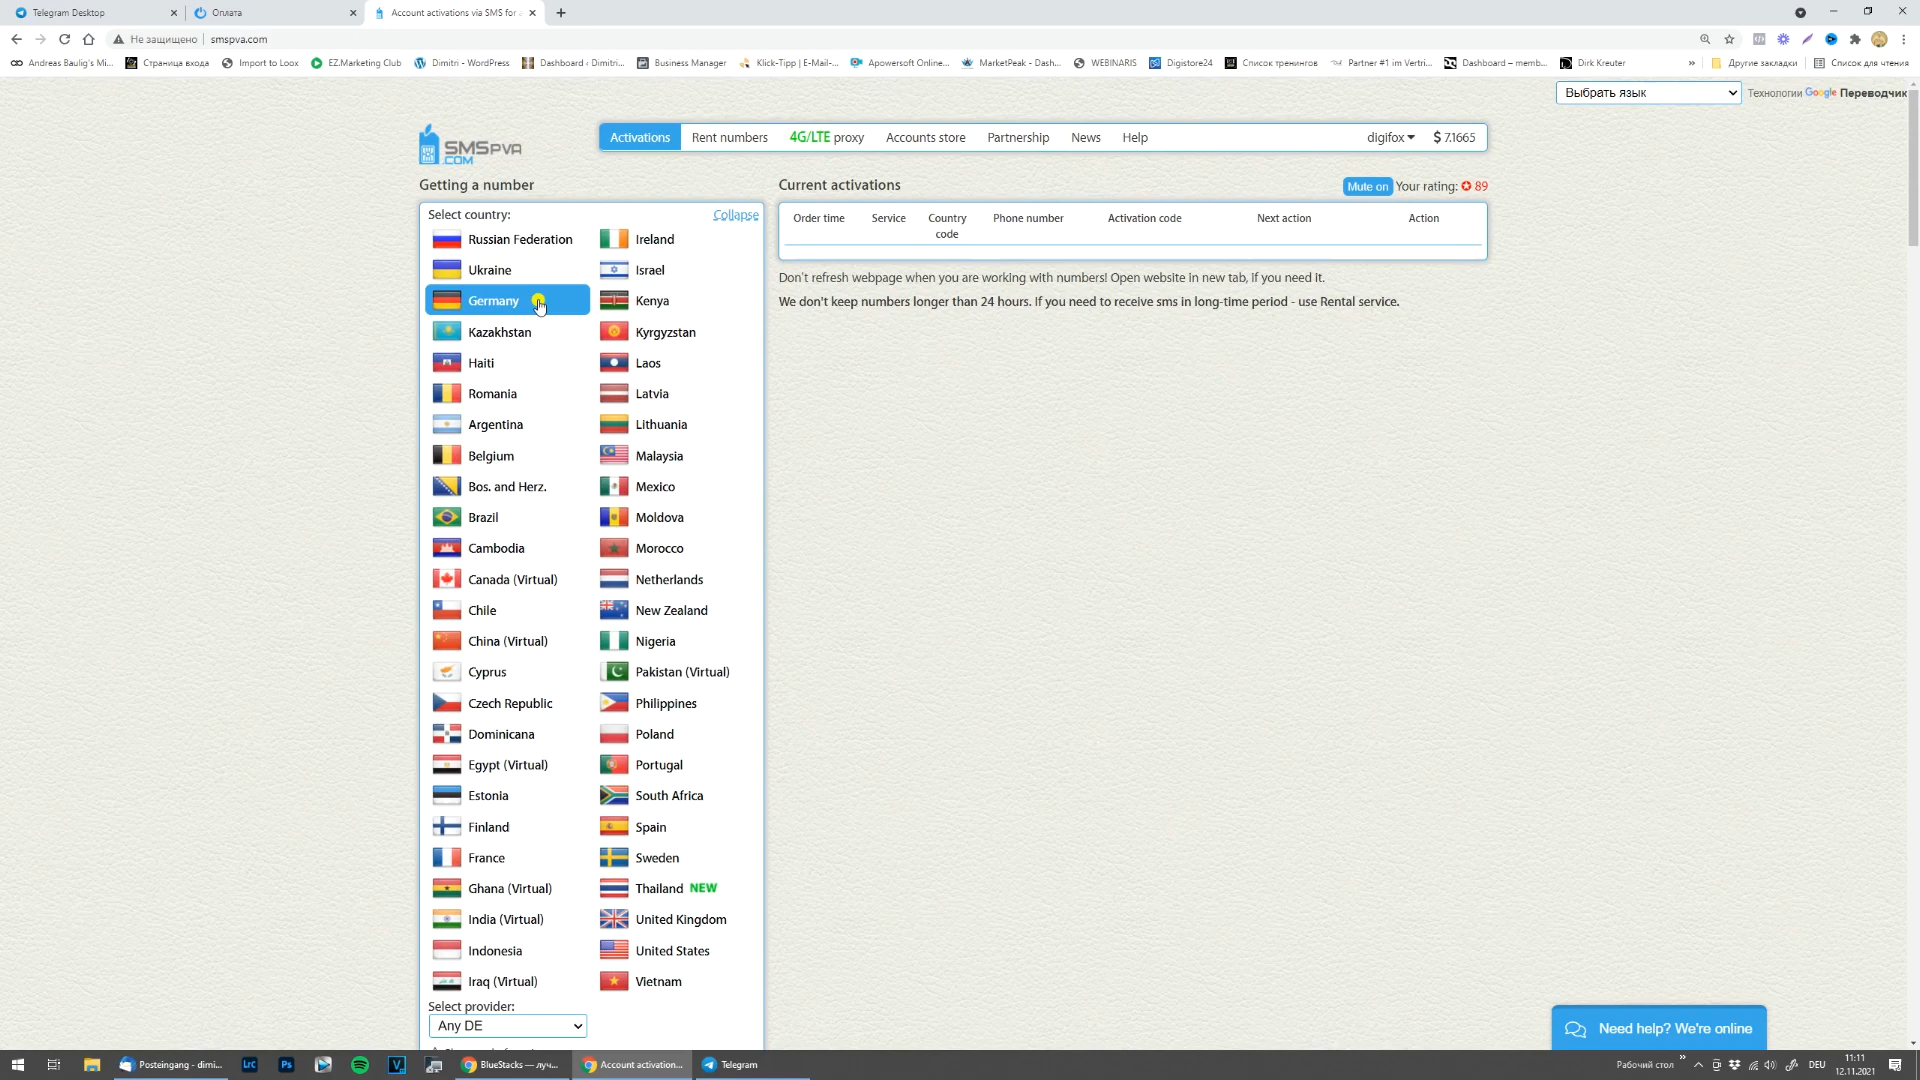 Telegram Desktop
Оплата
Account activations via SMS for a
Не защищено
smspva.com
Andreas Baulig's Mi...
Страница входа
Import to Loox
EZ.Marketing Club
Dimitri - WordPress
Dashboard ‹ Dimitri...
Business Manager
Klick-Tipp | E-Mail-...
Apowersoft Online...
MarketPeak - Dash...
WEBINARIS
Digistore24
Список тренингов
Partner #1 im Vertri...
Dashboard – memb...
Dirk Kreuter
»
Другие закладки
Список для чтения
Выбрать язык
Технологии Google Переводчик
SMSPVA
.COM
Activations
Rent numbers
4G/LTE proxy
Accounts store
Partnership
News
Help
digifox
$ 7.1665
Getting a number
Current activations
Mute on
Your rating: 89
Select country:
Collapse
Order time
Service
Country
code
Phone number
Activation code
Next action
Action
Don't refresh webpage when you are working with numbers! Open website in new tab, if you need it.
We don't keep numbers longer than 24 hours. If you need to receive sms in long-time period - use Rental service.
Russian Federation
Ireland
Ukraine
Israel
Germany
Kenya
Kazakhstan
Kyrgyzstan
Haiti
Laos
Romania
Latvia
Argentina
Lithuania
Belgium
Malaysia
Bos. and Herz.
Mexico
Brazil
Moldova
Cambodia
Morocco
Canada (Virtual)
Netherlands
Chile
New Zealand
China (Virtual)
Nigeria
Cyprus
Pakistan (Virtual)
Czech Republic
Philippines
Dominicana
Poland
Egypt (Virtual)
Portugal
Estonia
South Africa
Finland
Spain
France
Sweden
Ghana (Virtual)
Thailand NEW
India (Virtual)
United Kingdom
Indonesia
United States
Iraq (Virtual)
Vietnam
Select provider:
Any DE
Need help? We're online
Posteingang - dimi...
LrC
Ps
V
BlueStacks — луч...
Account activation...
Telegram
Рабочий стол
»
DEU
11:11
12.11.2021